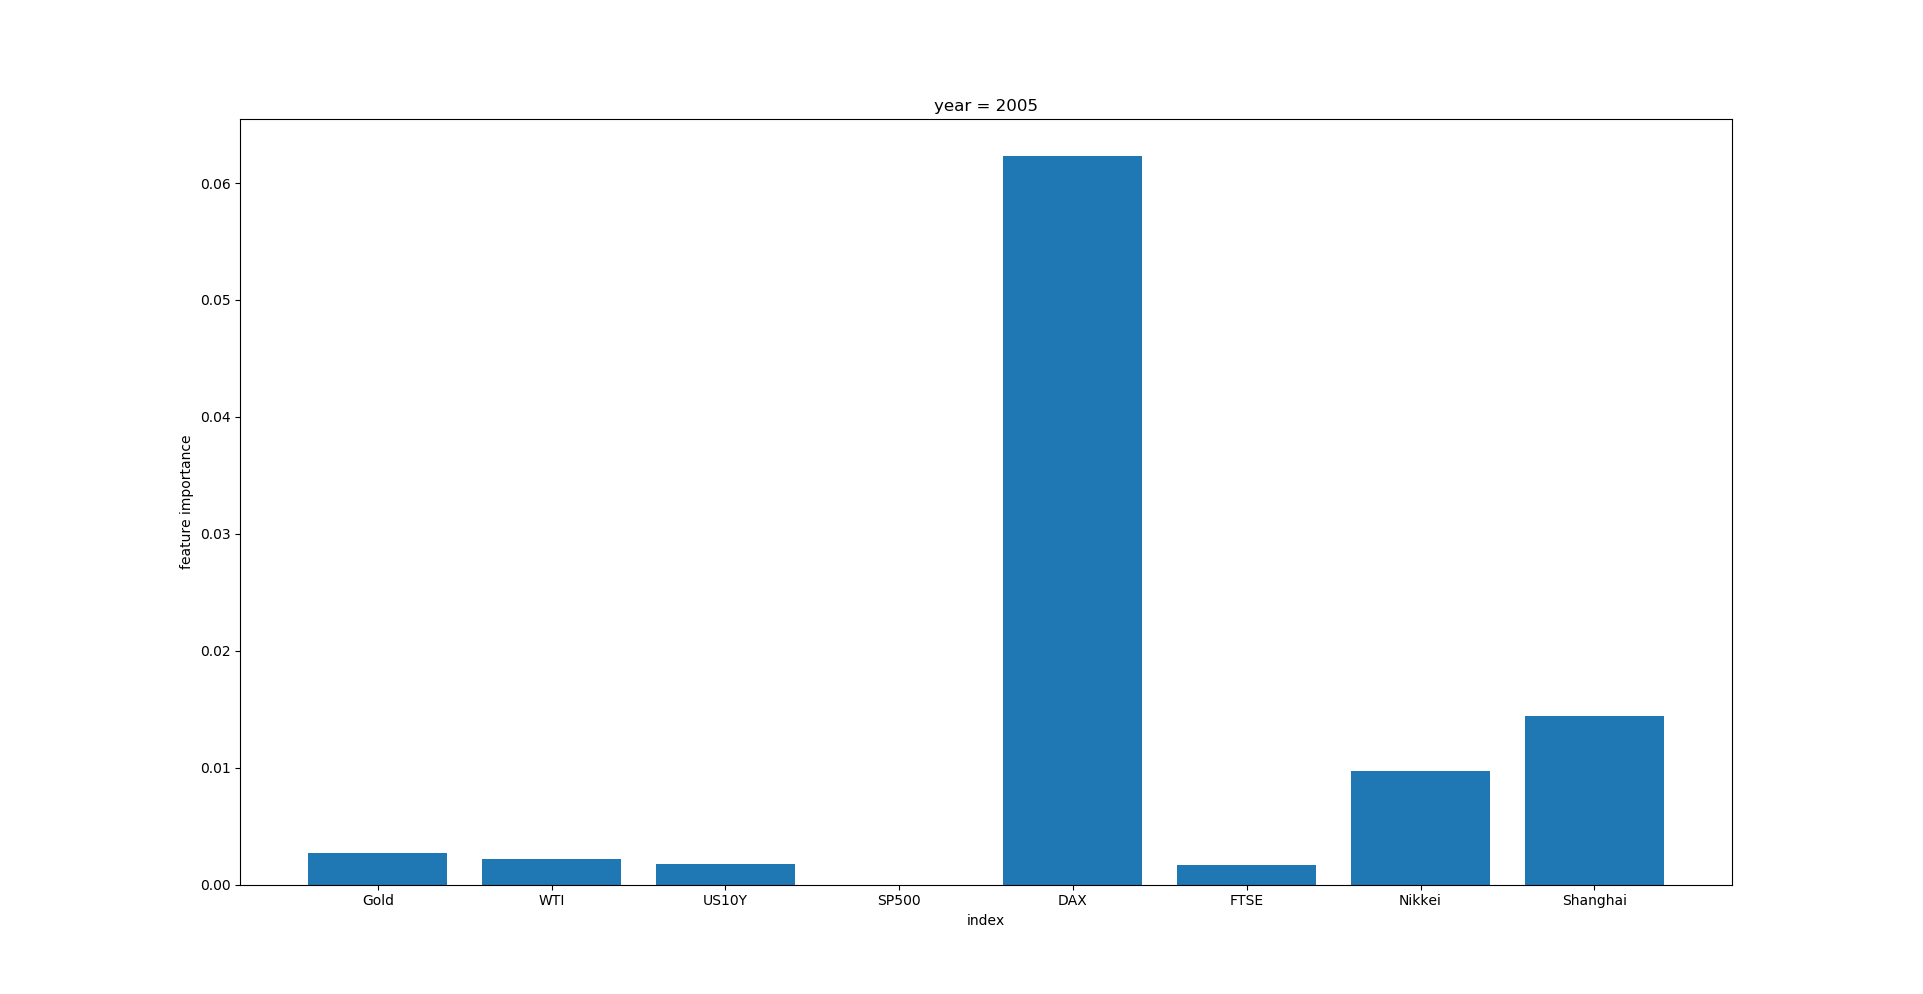 year = 2005
feature importance
0.06
0.05
0.04
0.03
0.02
0.01
0.00
Gold WTI US10Y SP500 DAX FTSE Nikkei Shanghai
index